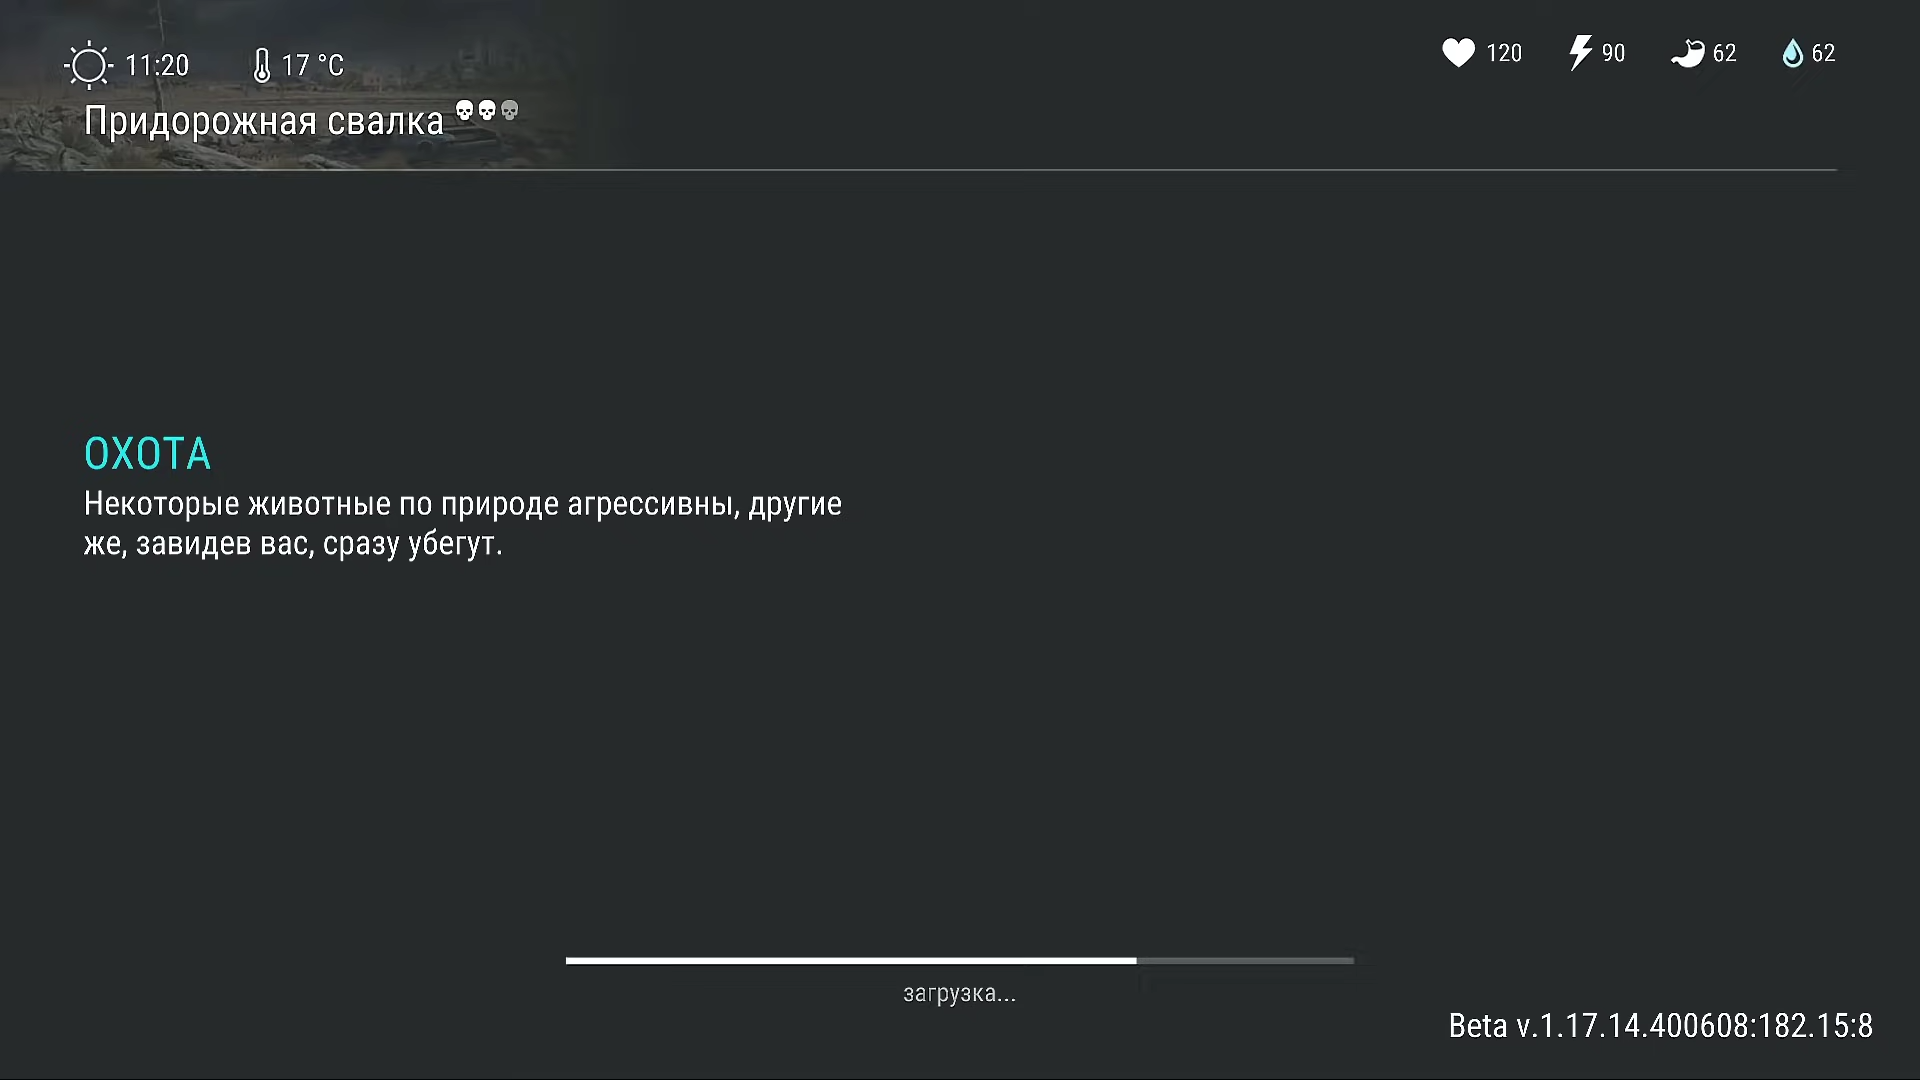 11:20 17 °C 120 90 62 62
Придорожная свалка
ОХОТА
Некоторые животные по природе агрессивны, другие
же, завидев вас, сразу убегут.
загрузка...
Beta v.1.17.14.400608:182.15:8